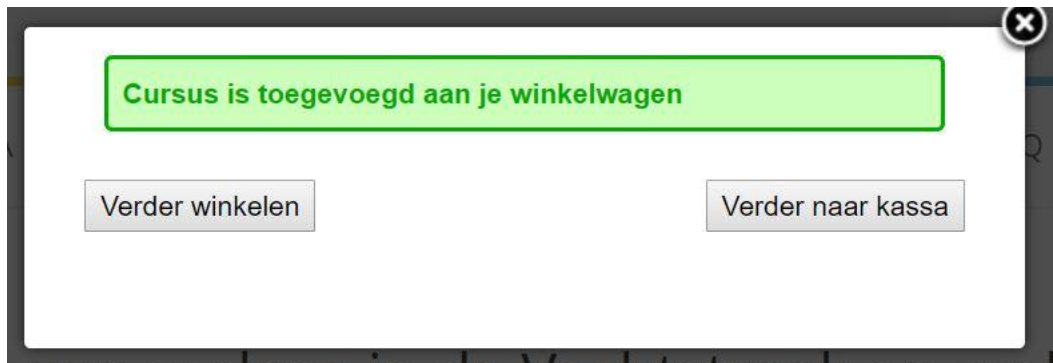 Cursus is toegevoegd aan je winkelwagen
Verder winkelen
Verder naar kassa